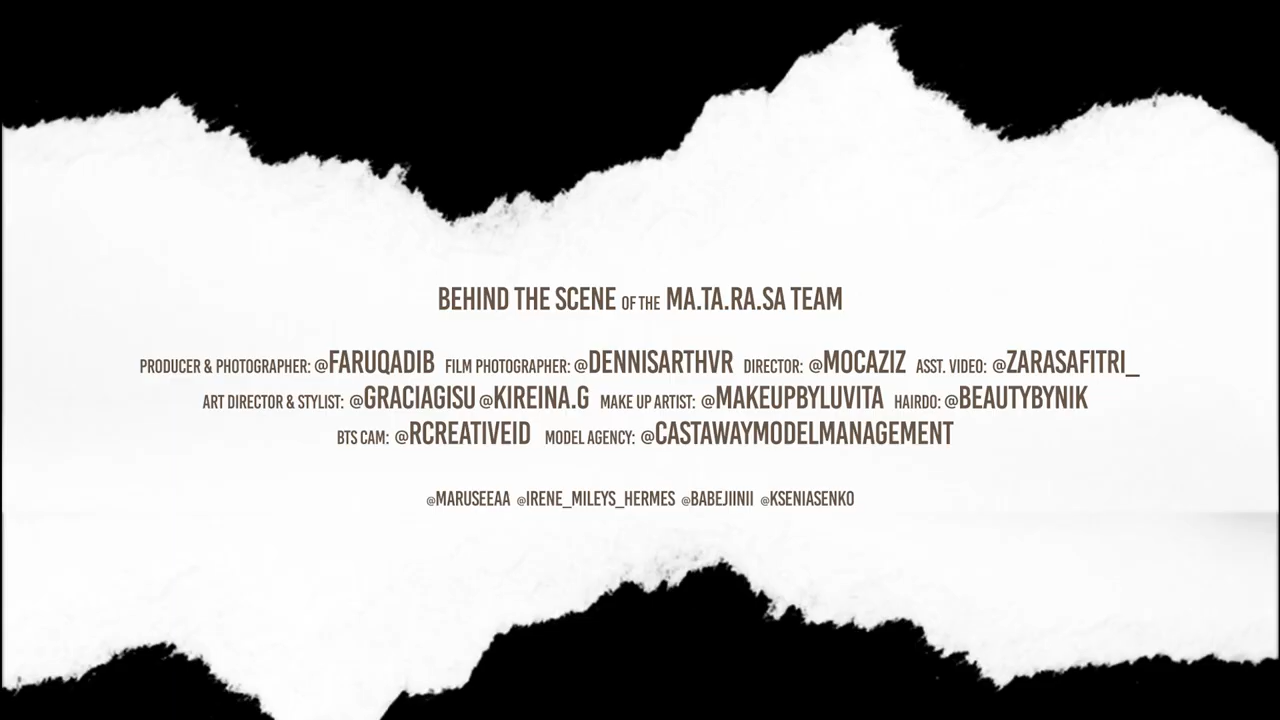 BEHIND THE SCENE OF THE MA.TA.RA.SA TEAM
PRODUCER & PHOTOGRAPHER: @FARUQADIB FILM PHOTOGRAPHER: @DENNISARTHVR DIRECTOR: @MOCAZIZ ASST. VIDEO: @ZARASAFITRI_
ART DIRECTOR & STYLIST: @GRACIAGISU @KIREINA.G MAKE UP ARTIST: @MAKEUPBYLUVITA HAIRDO: @BEAUTYBYNIK
BTS CAM: @RCREATIVEID MODEL AGENCY: @CASTAWAYMODELMANAGEMENT
@MARUSEEAA @IRENE_MILEYS_HERMES @BABEJIINII @KSENIASENKO